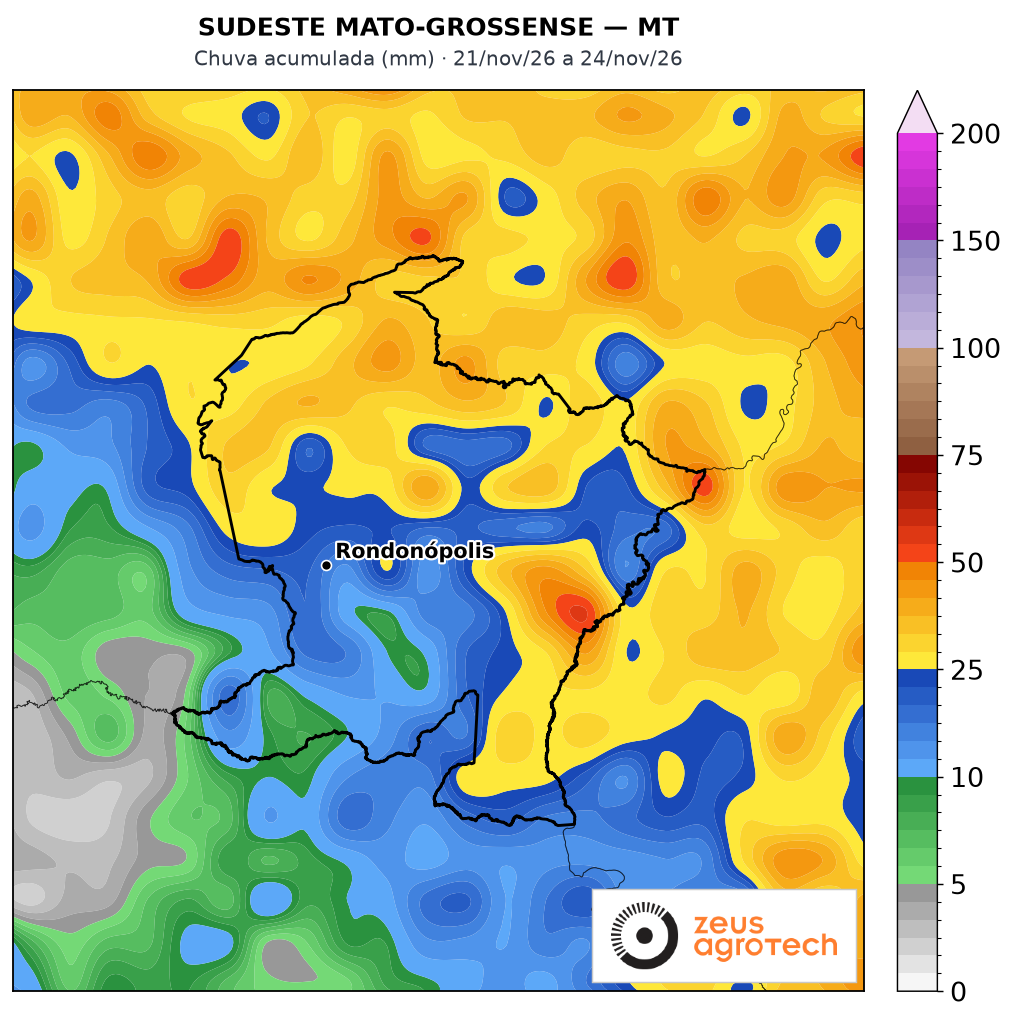 SUDESTE MATO-GROSSENSE — MT
Chuva acumulada (mm) · 21/nov/26 a 24/nov/26
200
150
100
75
50
25
10
5
0
Rondonópolis
zeus
agrotech